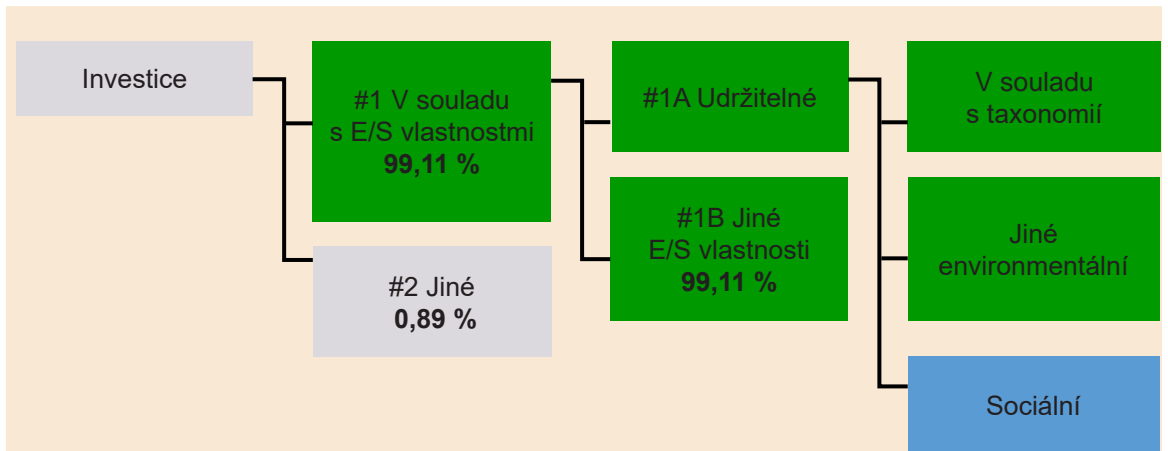 Investice
#1 V souladu
s E/S vlastnostmi
99,11 %
#2 Jiné
0,89 %
#1A Udržitelné
#1B Jiné
E/S vlastnosti
99,11 %
V souladu
s taxonomií
Jiné
environmentální
Sociální